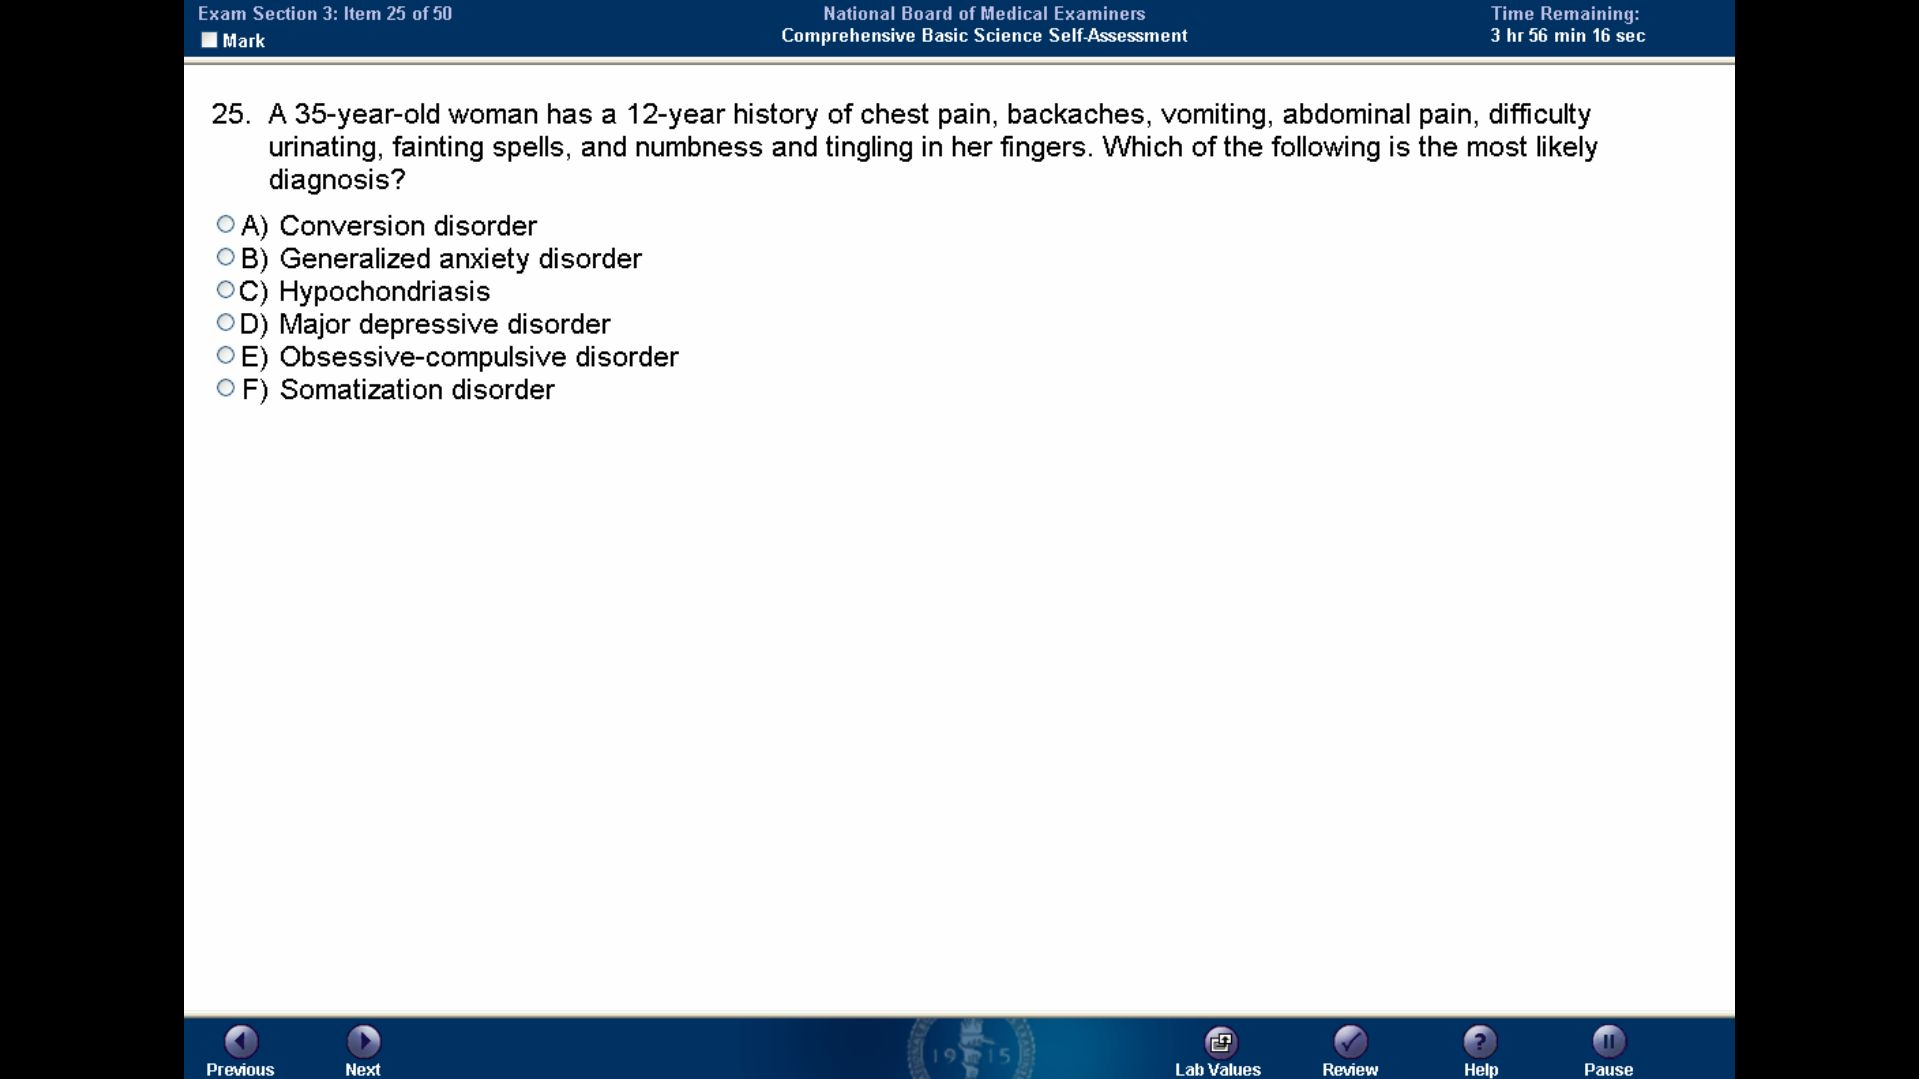 Exam Section 3: Item 25 of 50
National Board of Medical Examiners
Time Remaining:
Mark
Comprehensive Basic Science Self-Assessment
3 hr 56 min 16 sec
25. A 35-year-old woman has a 12-year history of chest pain, backaches, vomiting, abdominal pain, difficulty
urinating, fainting spells, and numbness and tingling in her fingers. Which of the following is the most likely
diagnosis?
A) Conversion disorder
B) Generalized anxiety disorder
C) Hypochondriasis
D) Major depressive disorder
E) Obsessive-compulsive disorder
F) Somatization disorder
1915
Previous
Next
Lab Values
Review
Help
Pause